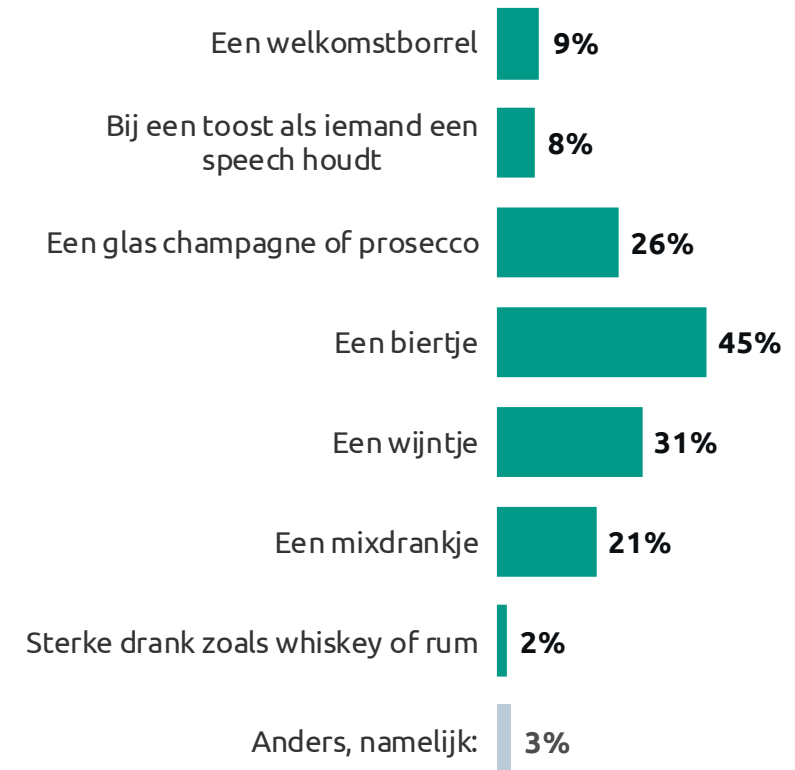 Een welkomstborrel 9%
Bij een toost als iemand een
speech houdt 8%
Een glas champagne of prosecco 26%
Een biertje 45%
Een wijntje 31%
Een mixdrankje 21%
Sterke drank zoals whiskey of rum 2%
Anders, namelijk: 3%